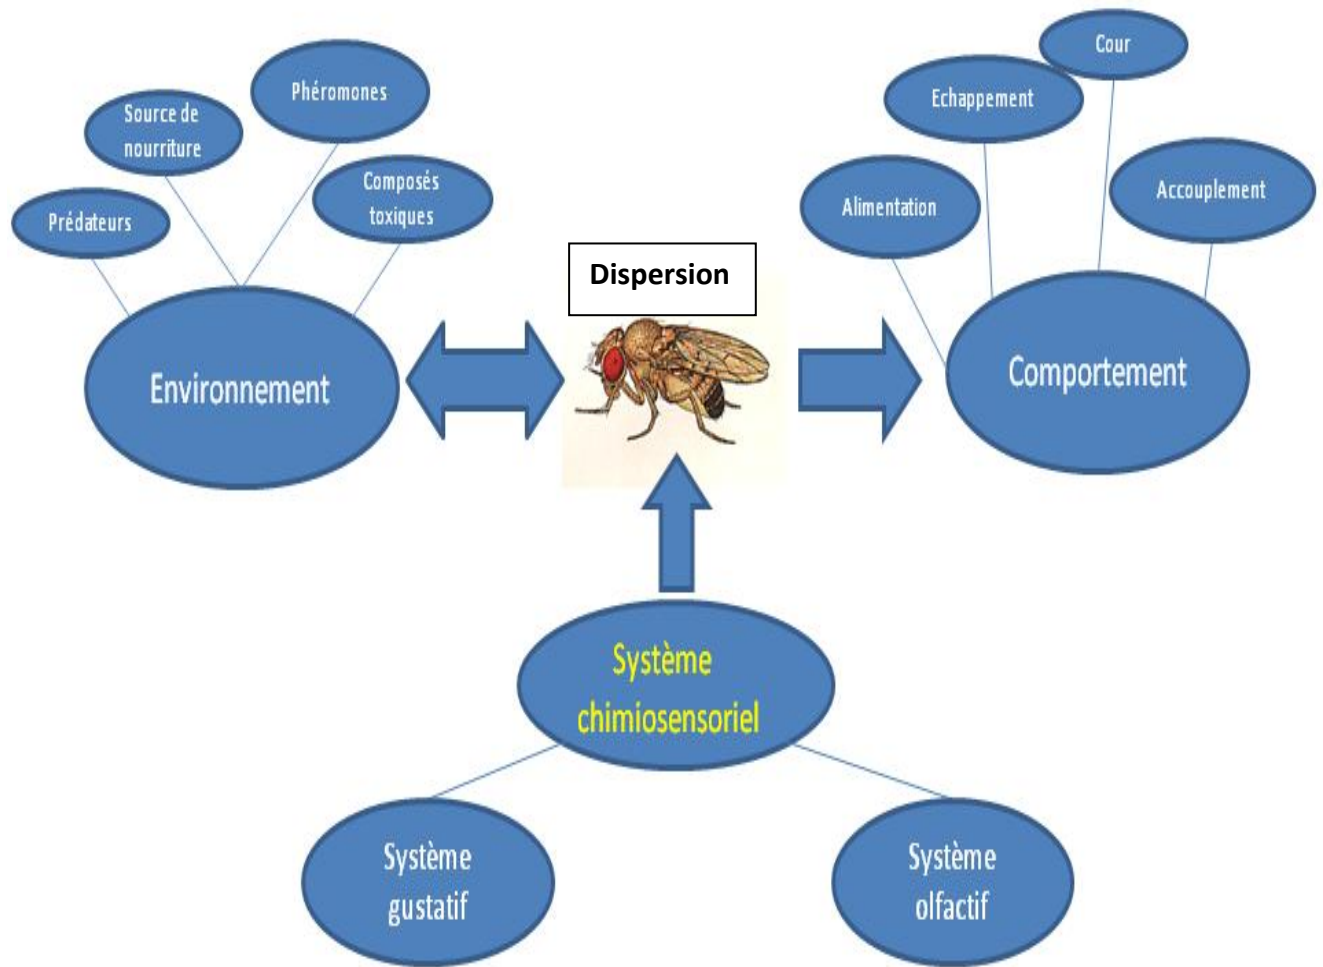 Phéromones
Source de
nourriture
Composés
toxiques
Prédateurs
Environnement
Dispersion
Cour
Echappement
Accouplement
Alimentation
Comportement
Système
chimiosensoriel
Système
gustatif
Système
olfactif